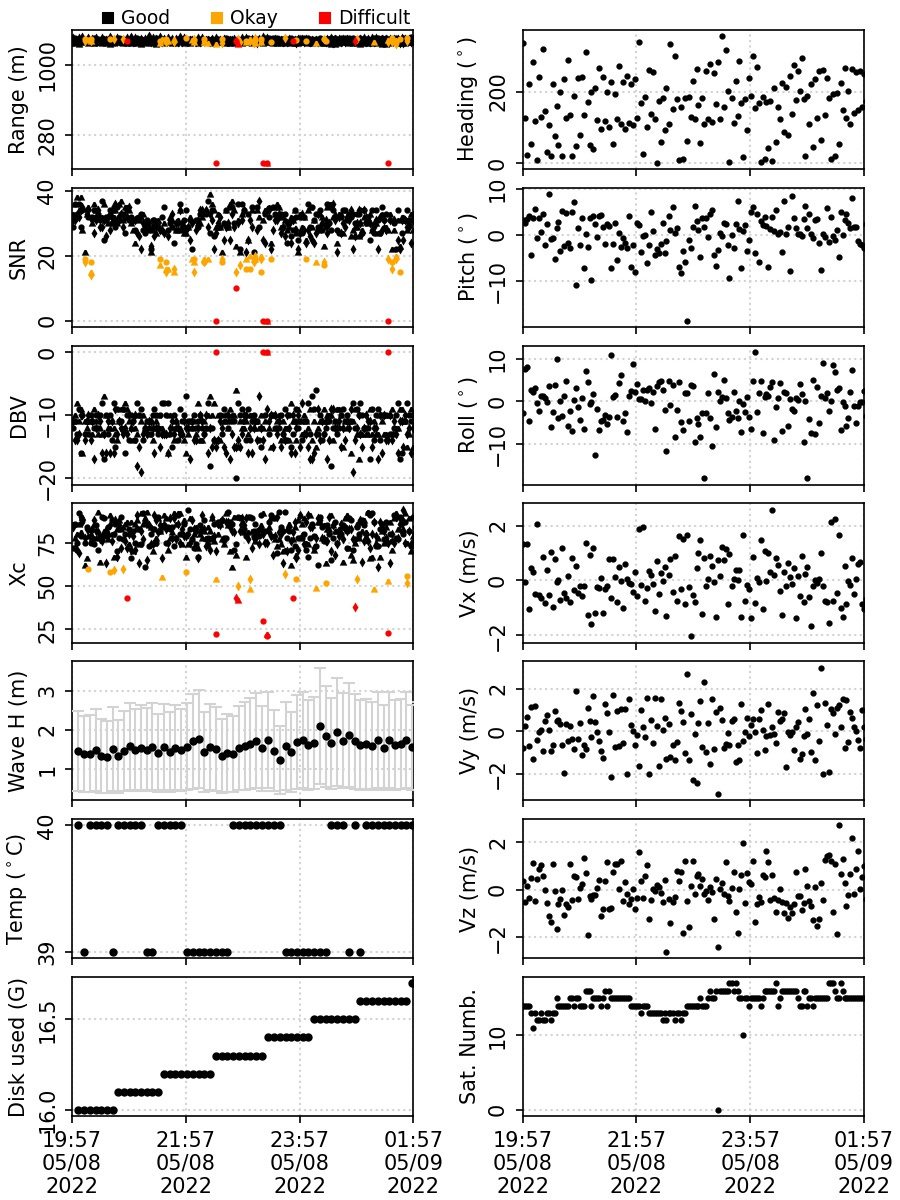 Good Okay Difficult
Range (m)
1000
280
Heading (°)
200
0
SNR
40
20
0
Pitch (°)
10
0
−10
DBV
0
−10
−20
Roll (°)
10
0
−10
Xc
75
50
25
Vx (m/s)
2
0
−2
Wave H (m)
3
2
1
Vy (m/s)
2
0
−2
Temp (°C)
40
39
Vz (m/s)
2
0
−2
Disk used (G)
16.5
16.0
Sat. Numb.
10
0
19:57 21:57 23:57 01:57
05/08 05/08 05/08 05/09
2022 2022 2022 2022
19:57 21:57 23:57 01:57
05/08 05/08 05/08 05/09
2022 2022 2022 2022